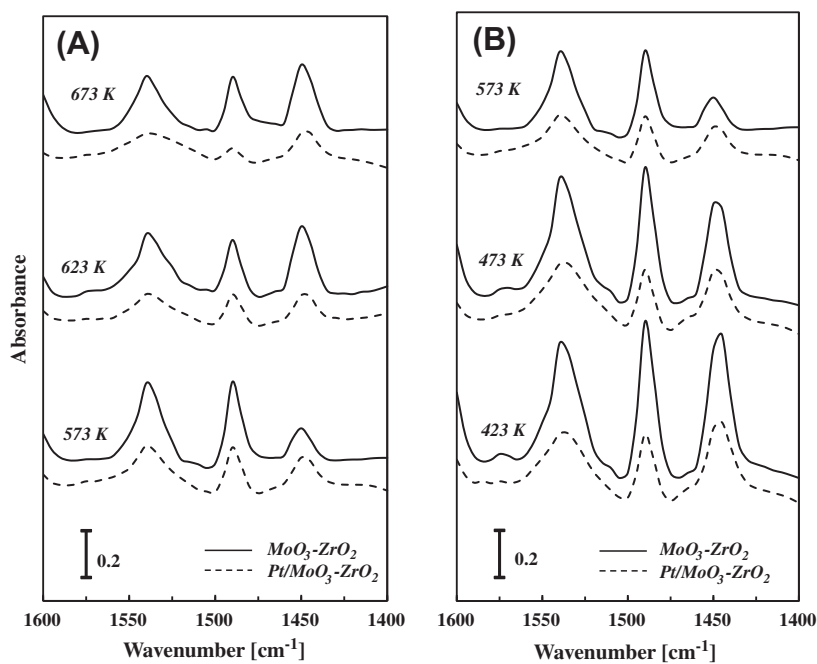 (A)
673 K
623 K
573 K
0.2
MoO₃-ZrO₂
Pt/MoO₃-ZrO₂
1600 1550 1500 1450 1400
Wavenumber [cm⁻¹]
Absorbance
(B)
573 K
473 K
423 K
0.2
MoO₃-ZrO₂
Pt/MoO₃-ZrO₂
1600 1550 1500 1450 1400
Wavenumber [cm⁻¹]